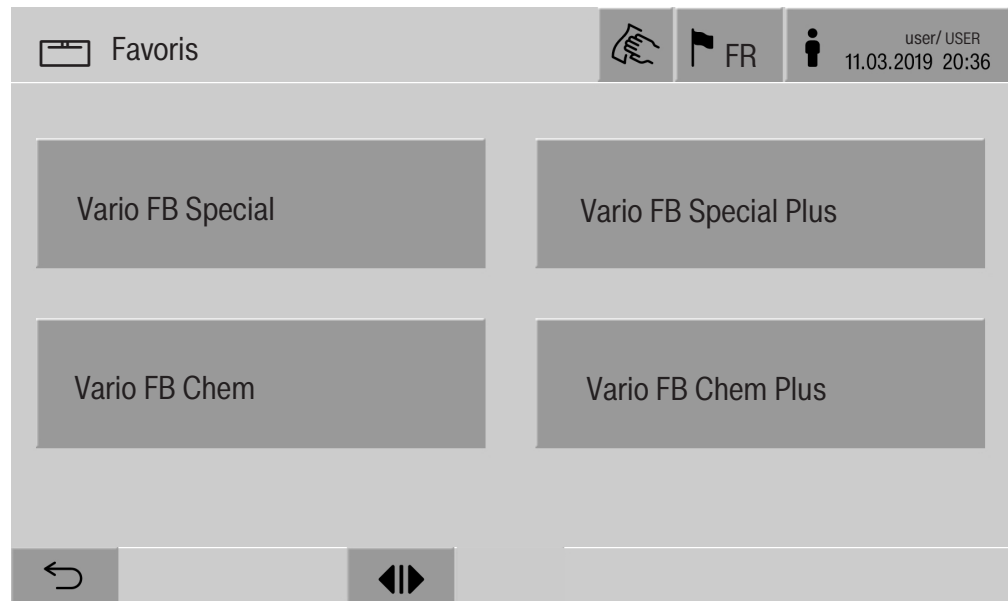 Favoris
FR
user/ USER
11.03.2019 20:36
Vario FB Special
Vario FB Special Plus
Vario FB Chem
Vario FB Chem Plus